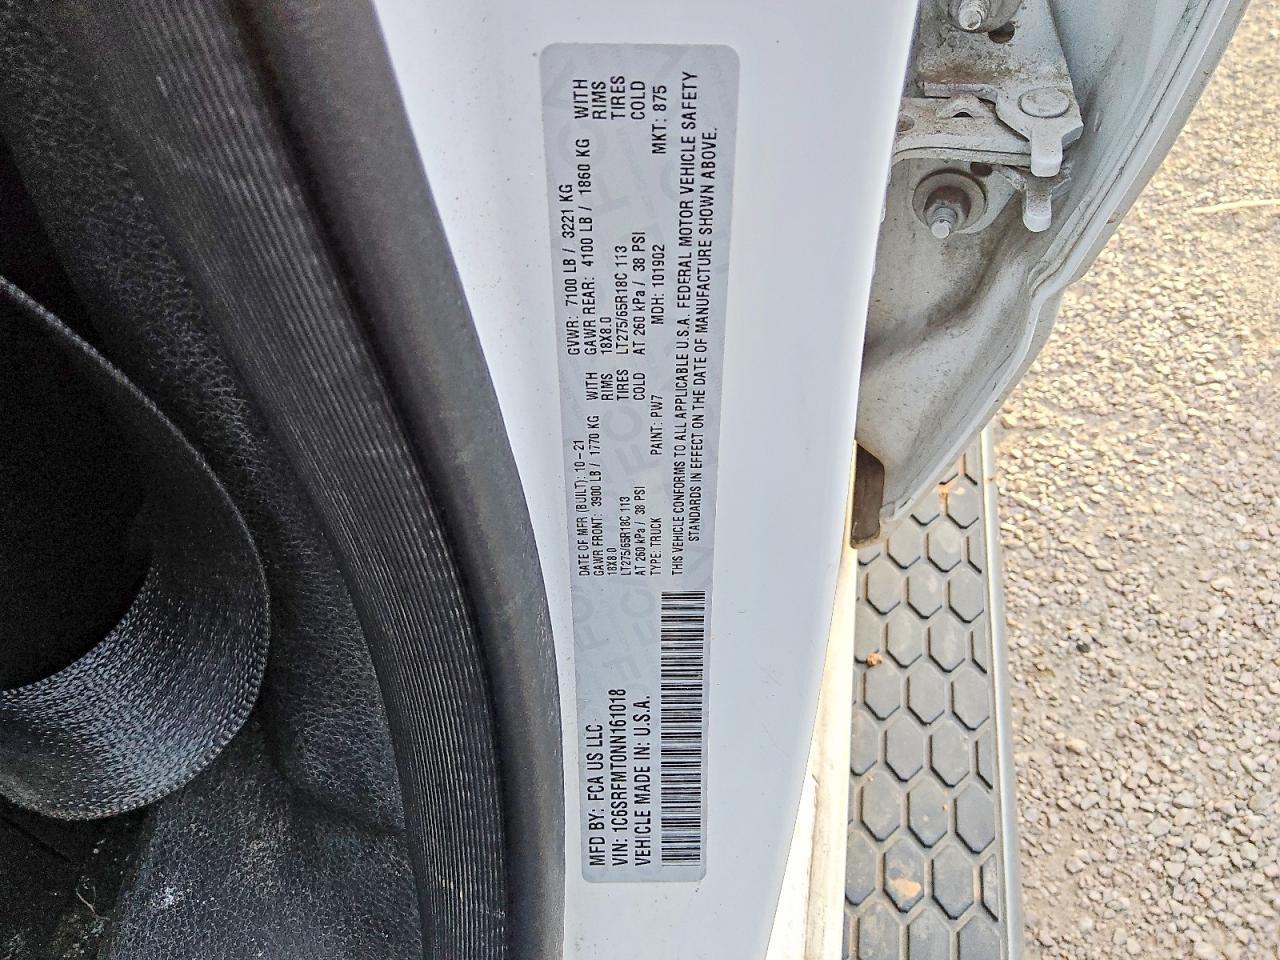 MFD BY: FCA US LLC
VIN: 1C6SRFMT0NN161018
VEHICLE MADE IN: U.S.A.
DATE OF MFR (BUILT): 10-21
GAWR FRONT: 3900 LB / 1770 KG WITH
18X8.0 RIMS
LT275/65R18C 113 TIRES
AT 260 kPa / 38 PSI COLD
TYPE: TRUCK PAINT: PW7
GVWR: 7100 LB / 3221 KG
GAWR REAR: 4100 LB / 1860 KG WITH
18X8.0 RIMS
LT275/65R18C 113 TIRES
AT 260 kPa / 38 PSI COLD
MDH: 101902 MKT: 875
THIS VEHICLE CONFORMS TO ALL APPLICABLE U.S.A. FEDERAL MOTOR VEHICLE SAFETY
STANDARDS IN EFFECT ON THE DATE OF MANUFACTURE SHOWN ABOVE.